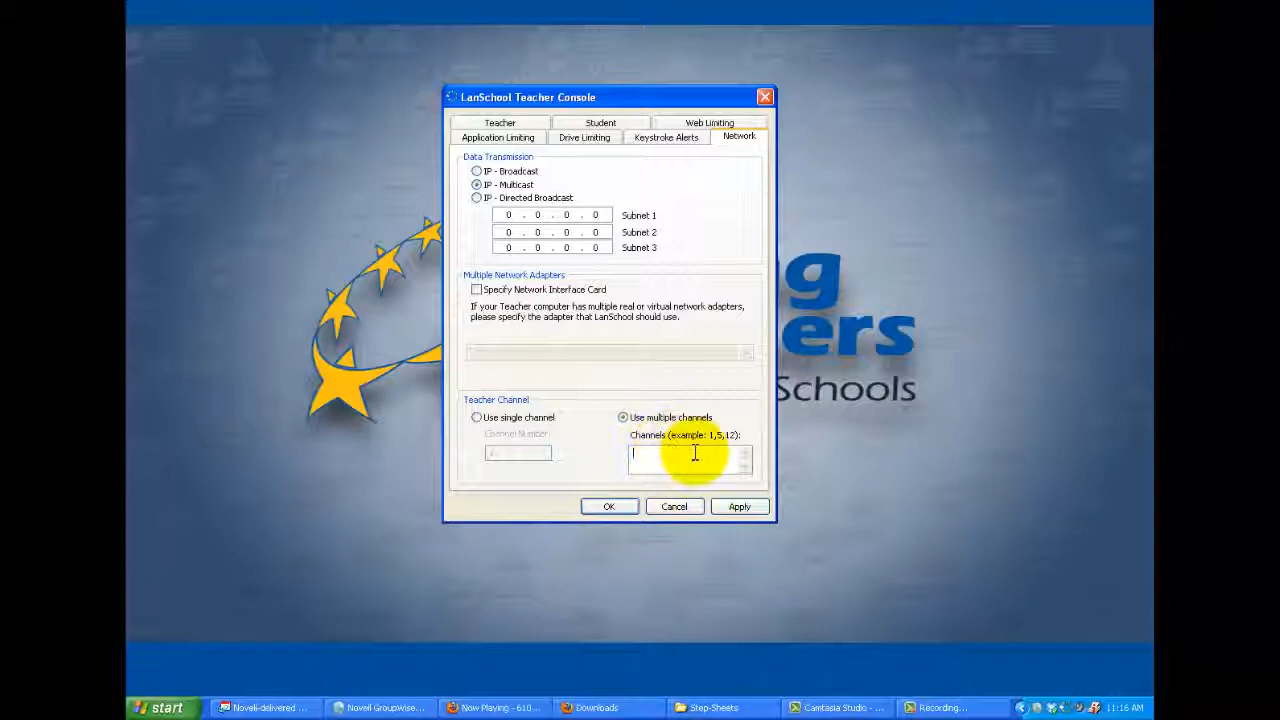 LanSchool Teacher Console
Teacher Student Web Limiting
Application Limiting Drive Limiting Keystroke Alerts Network
Data Transmission
IP - Broadcast
IP - Multicast
IP - Directed Broadcast
0 . 0 . 0 . 0 Subnet 1
0 . 0 . 0 . 0 Subnet 2
0 . 0 . 0 . 0 Subnet 3
Multiple Network Adapters
Specify Network Interface Card
If your Teacher computer has multiple real or virtual network adapters,
please specify the adapter that LanSchool should use.
Teacher Channel
Use single channel Use multiple channels
Channel Number: Channels (example: 1,5,12):
OK Cancel Apply
Schools
start Novell-delivered ... Novell GroupWise... Now Playing - 610... Downloads Step-Sheets Camtasia Studio - ... Recording... 11:16 AM